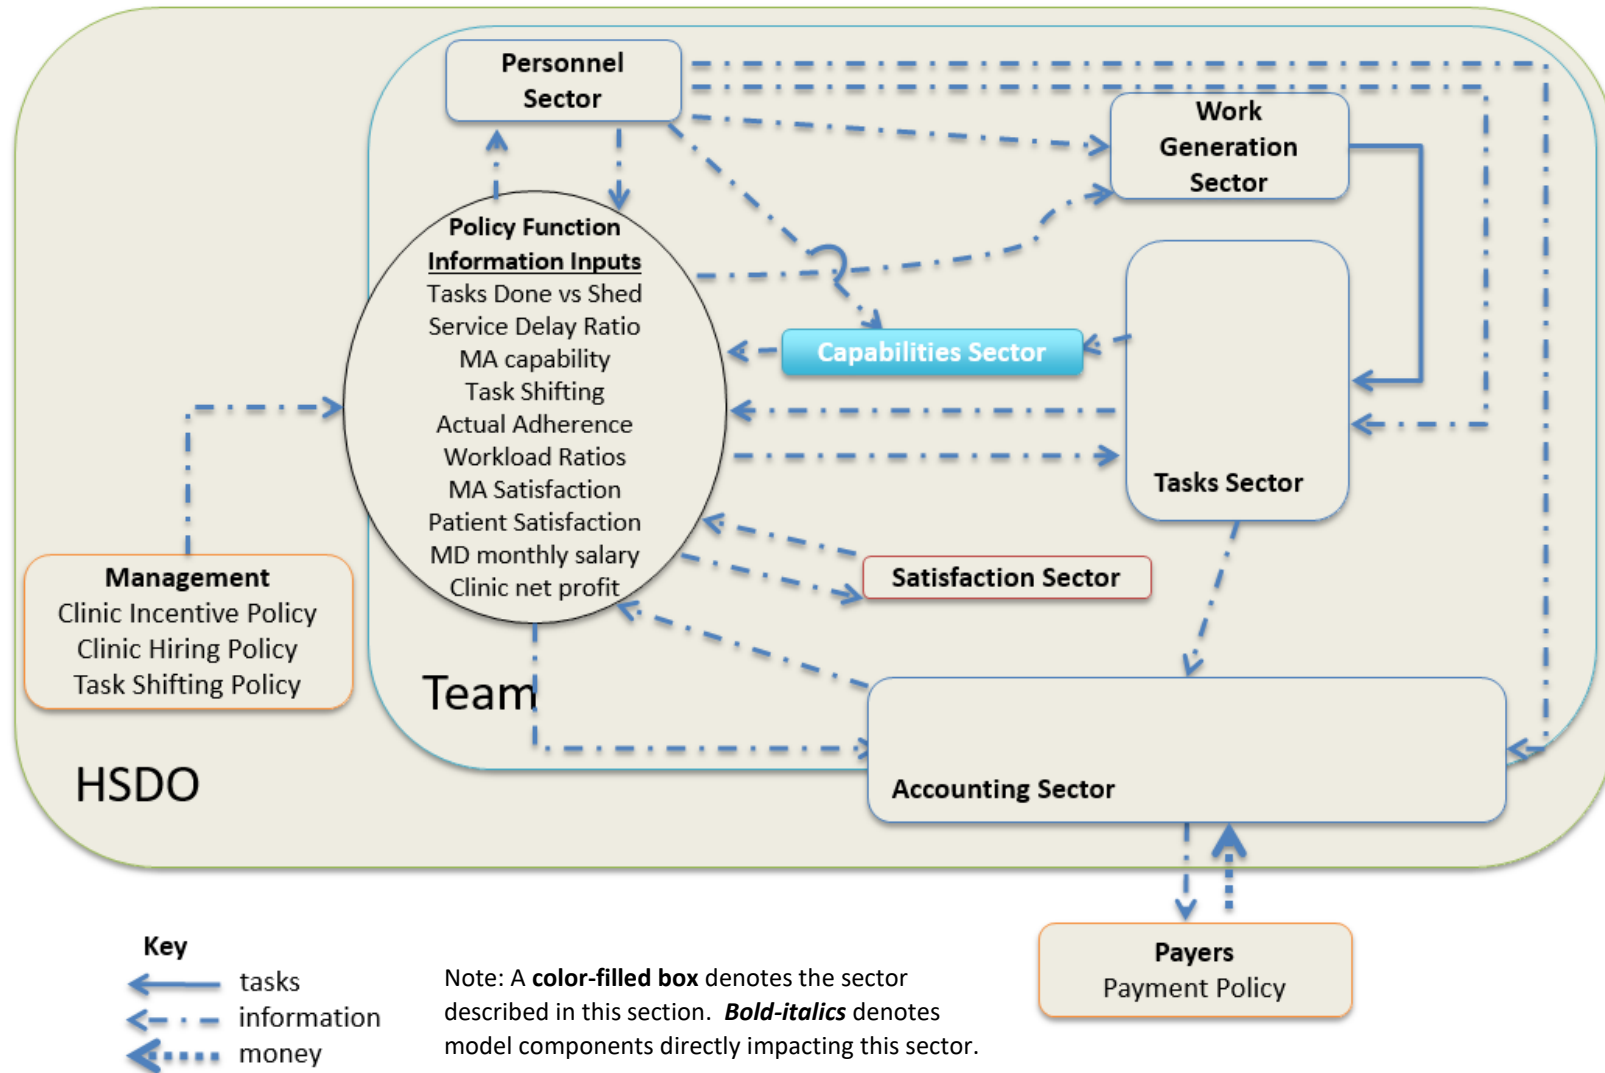 Personnel
Sector
Work
Generation
Sector
Policy Function
Information Inputs
Tasks Done vs Shed
Service Delay Ratio
MA capability
Task Shifting
Actual Adherence
Workload Ratios
MA Satisfaction
Patient Satisfaction
MD monthly salary
Clinic net profit
Capabilities Sector
Tasks Sector
Satisfaction Sector
Management
Clinic Incentive Policy
Clinic Hiring Policy
Task Shifting Policy
Team
HSDO
Accounting Sector
Payers
Payment Policy
Key
tasks
information
money
Note: A color-filled box denotes the sector
described in this section. Bold-italics denotes
model components directly impacting this sector.